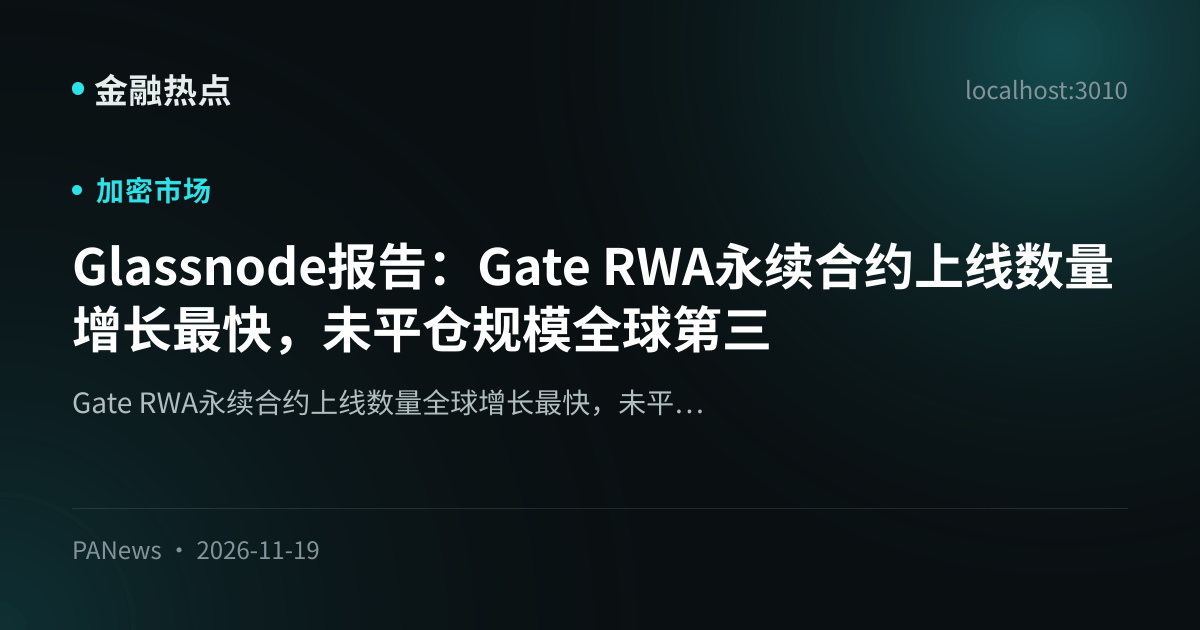 金融热点
localhost:3010
加密市场
Glassnode报告：Gate RWA永续合约上线数量
增长最快，未平仓规模全球第三
Gate RWA永续合约上线数量全球增长最快，未平…
PANews • 2026-11-19